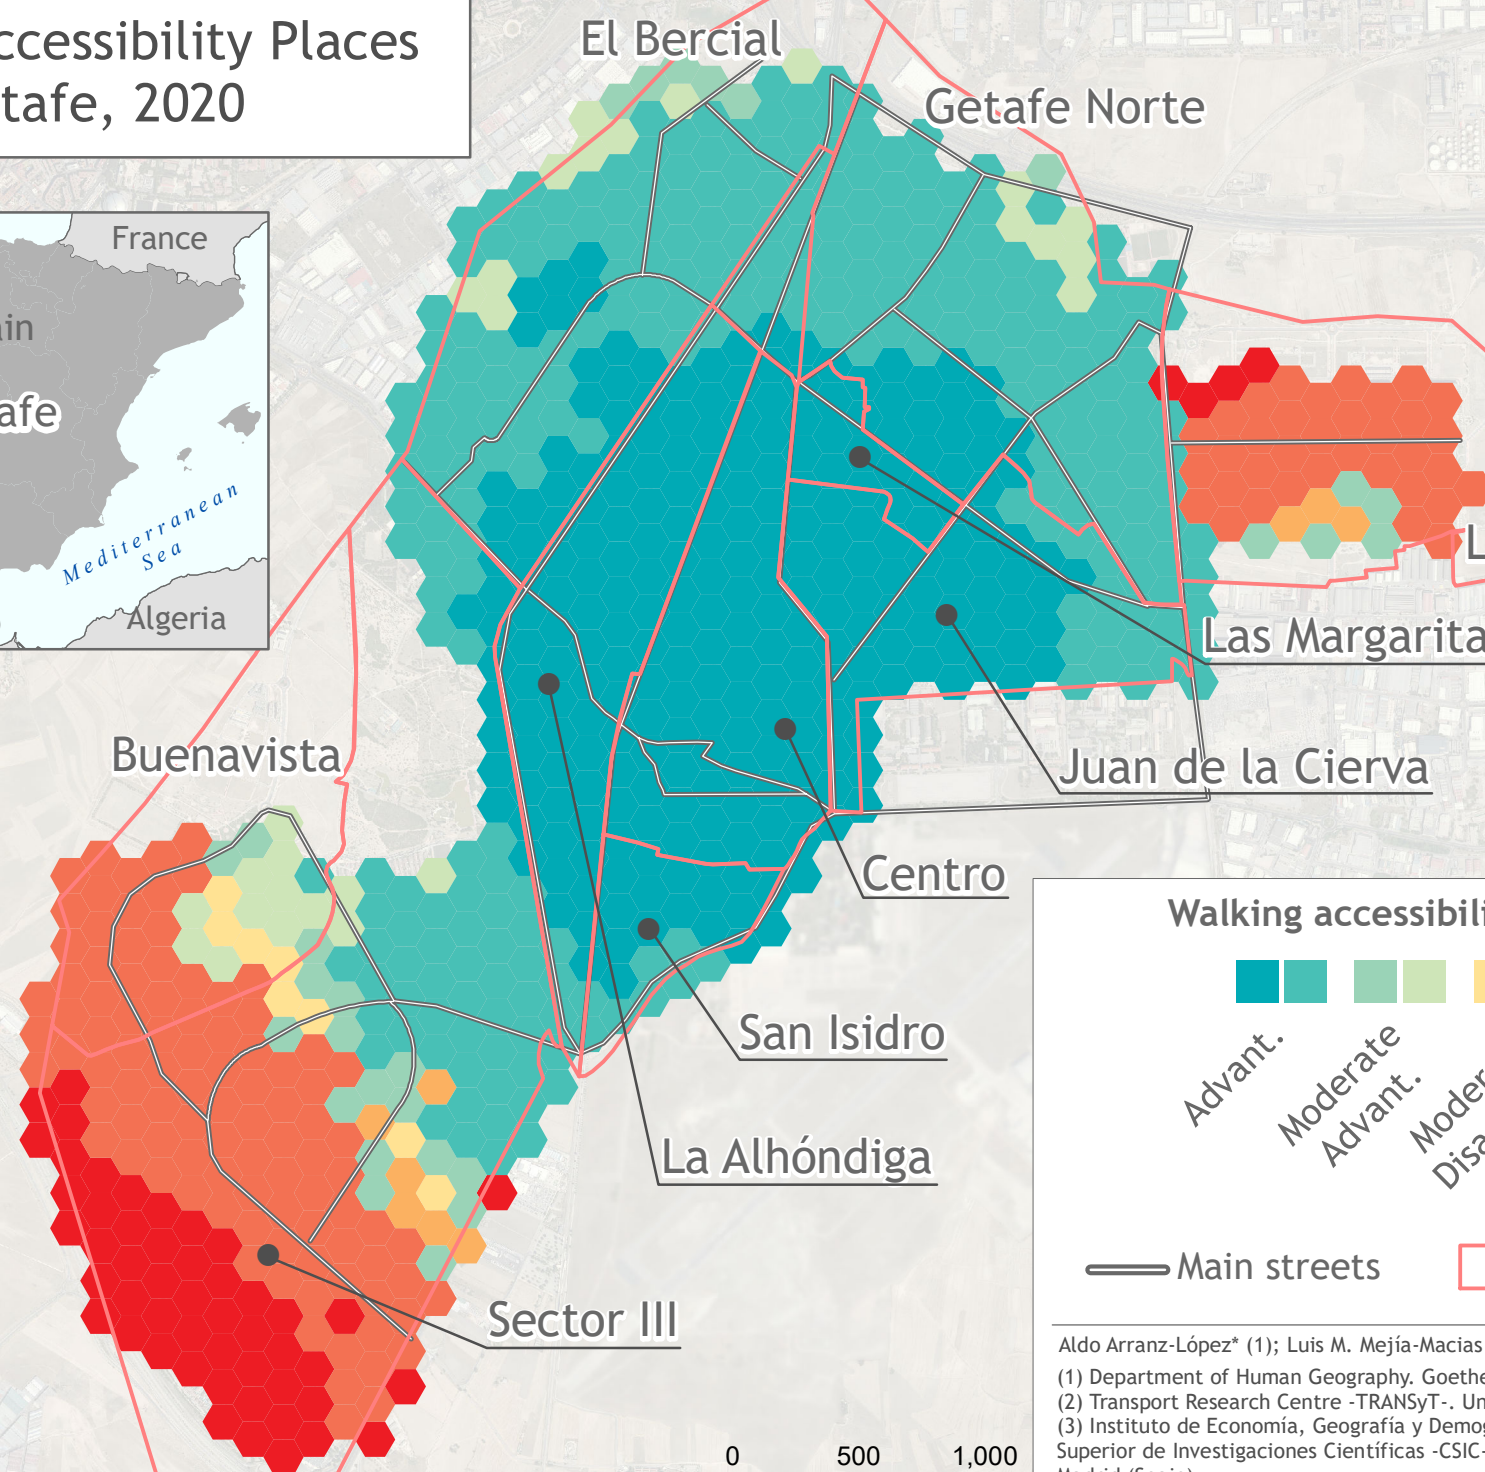 ccessibility Places
tafe, 2020
El Bercial
Getafe Norte
France
in
afe
Mediterranean
Sea
Algeria
L
Las Margarita
Buenavista
Juan de la Cierva
Centro
San Isidro
La Alhóndiga
Sector III
Walking accessibili
Advant.
Moderate
Advant.
Moder
Disa
Main streets
Aldo Arranz-López* (1); Luis M. Mejía-Macias
(1) Department of Human Geography. Goethe
(2) Transport Research Centre -TRANSyT-. Un
(3) Instituto de Economía, Geografía y Demog
Superior de Investigaciones Científicas -CSIC-
Madrid (Spain)
0 500 1,000